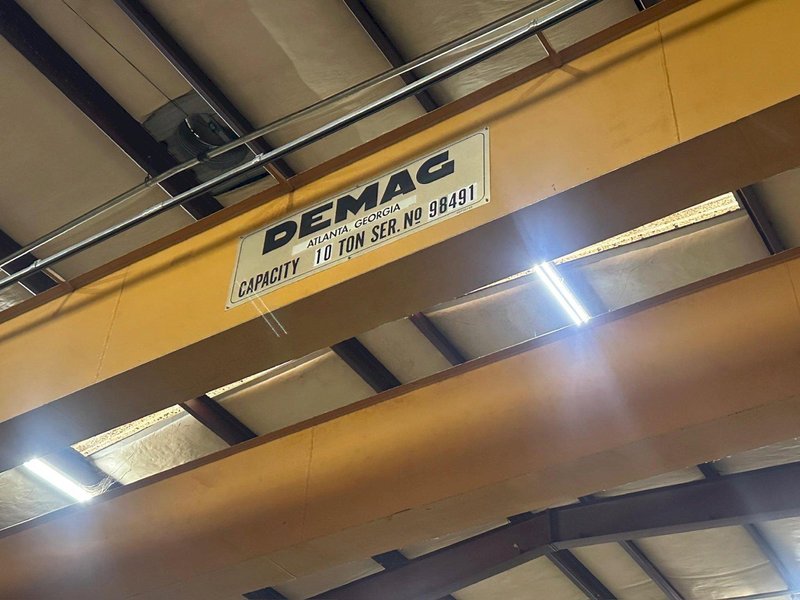 DEMAG
ATLANTA, GEORGIA
CAPACITY 10 TON SER. NO 98491